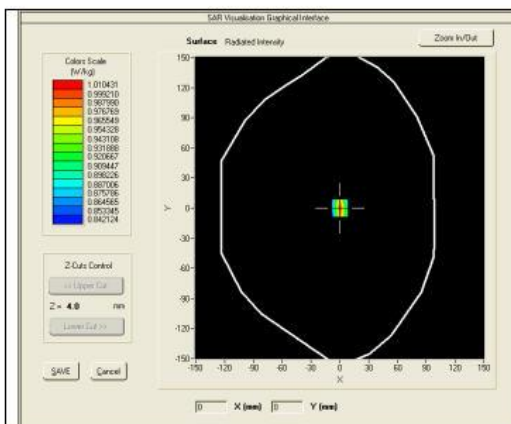 SAR Visualisation Graphical Interface
Surface Radiated Intensity
Zoom In/Out
Colors Scale
(W/kg)
1.010431
0.999210
0.987990
0.976769
0.965549
0.954328
0.943108
0.931888
0.920667
0.909447
0.898226
0.887006
0.875786
0.864565
0.853345
0.842124
150
120
90
60
30
0
-30
-60
-90
-120
-150
Y
-150 -120 -90 -60 -30 0 30 60 90 120 150
X
Z-Cuts Control
<< Upper Cut
Z = 4.0 mm
Lower Cut >>
SAVE Cancel
0 X (mm) 0 Y (mm)